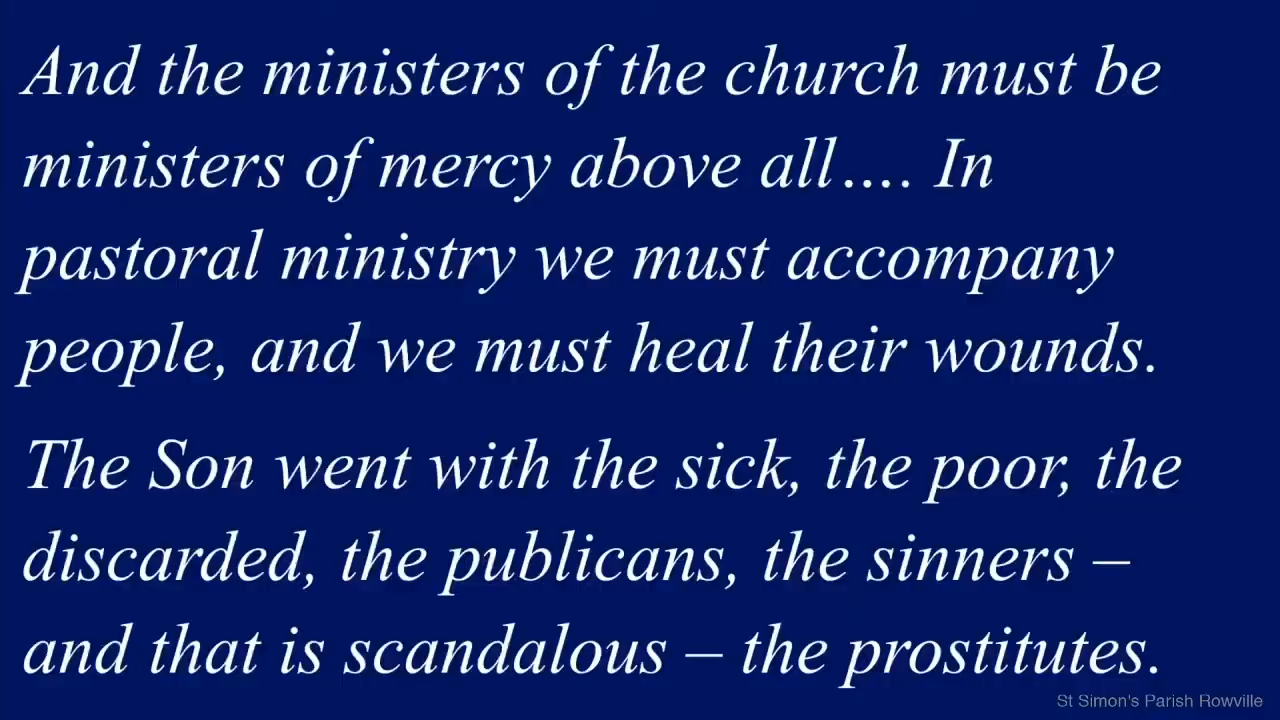 And the ministers of the church must be
ministers of mercy above all…. In
pastoral ministry we must accompany
people, and we must heal their wounds.
The Son went with the sick, the poor, the
discarded, the publicans, the sinners –
and that is scandalous – the prostitutes.
St Simon's Parish Rowville